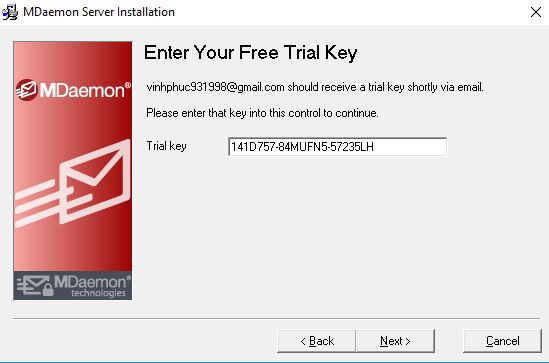 MDaemon Server Installation
Enter Your Free Trial Key
MDaemon®
vinhphuc931998@gmail.com should receive a trial key shortly via email.
Please enter that key into this control to continue.
Trial key
141D757-84MUFN5-57235LH
MDaemon®
technologies
< Back
Next >
Cancel